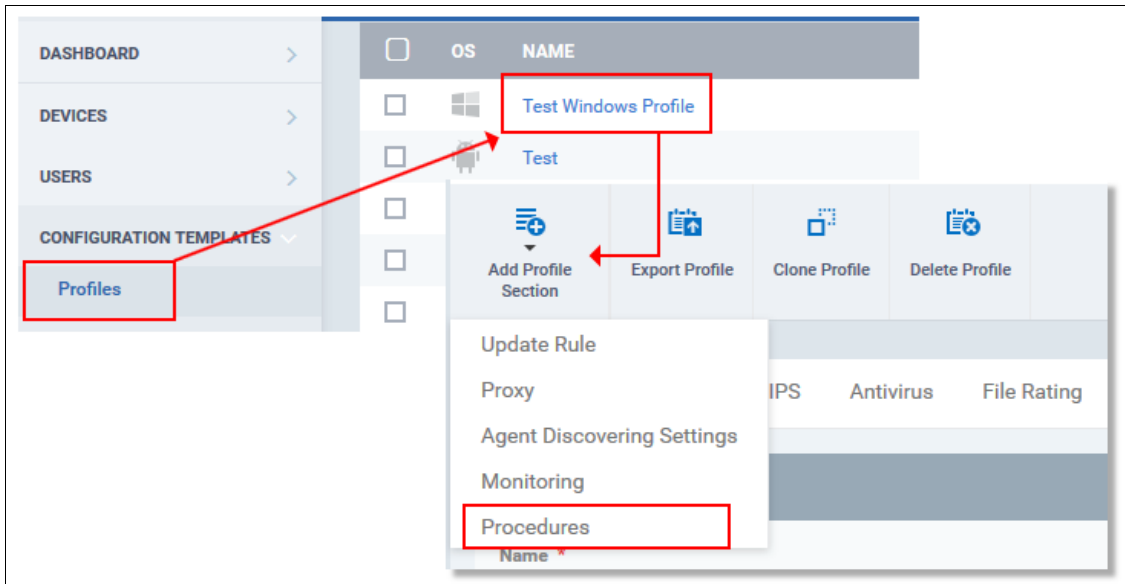 DASHBOARD
DEVICES
USERS
CONFIGURATION TEMPLATES
Profiles
OS NAME
Test Windows Profile
Test
Add Profile
Section
Export Profile
Clone Profile
Delete Profile
Update Rule
Proxy
Agent Discovering Settings
Monitoring
Procedures
IPS Antivirus File Rating
Name *